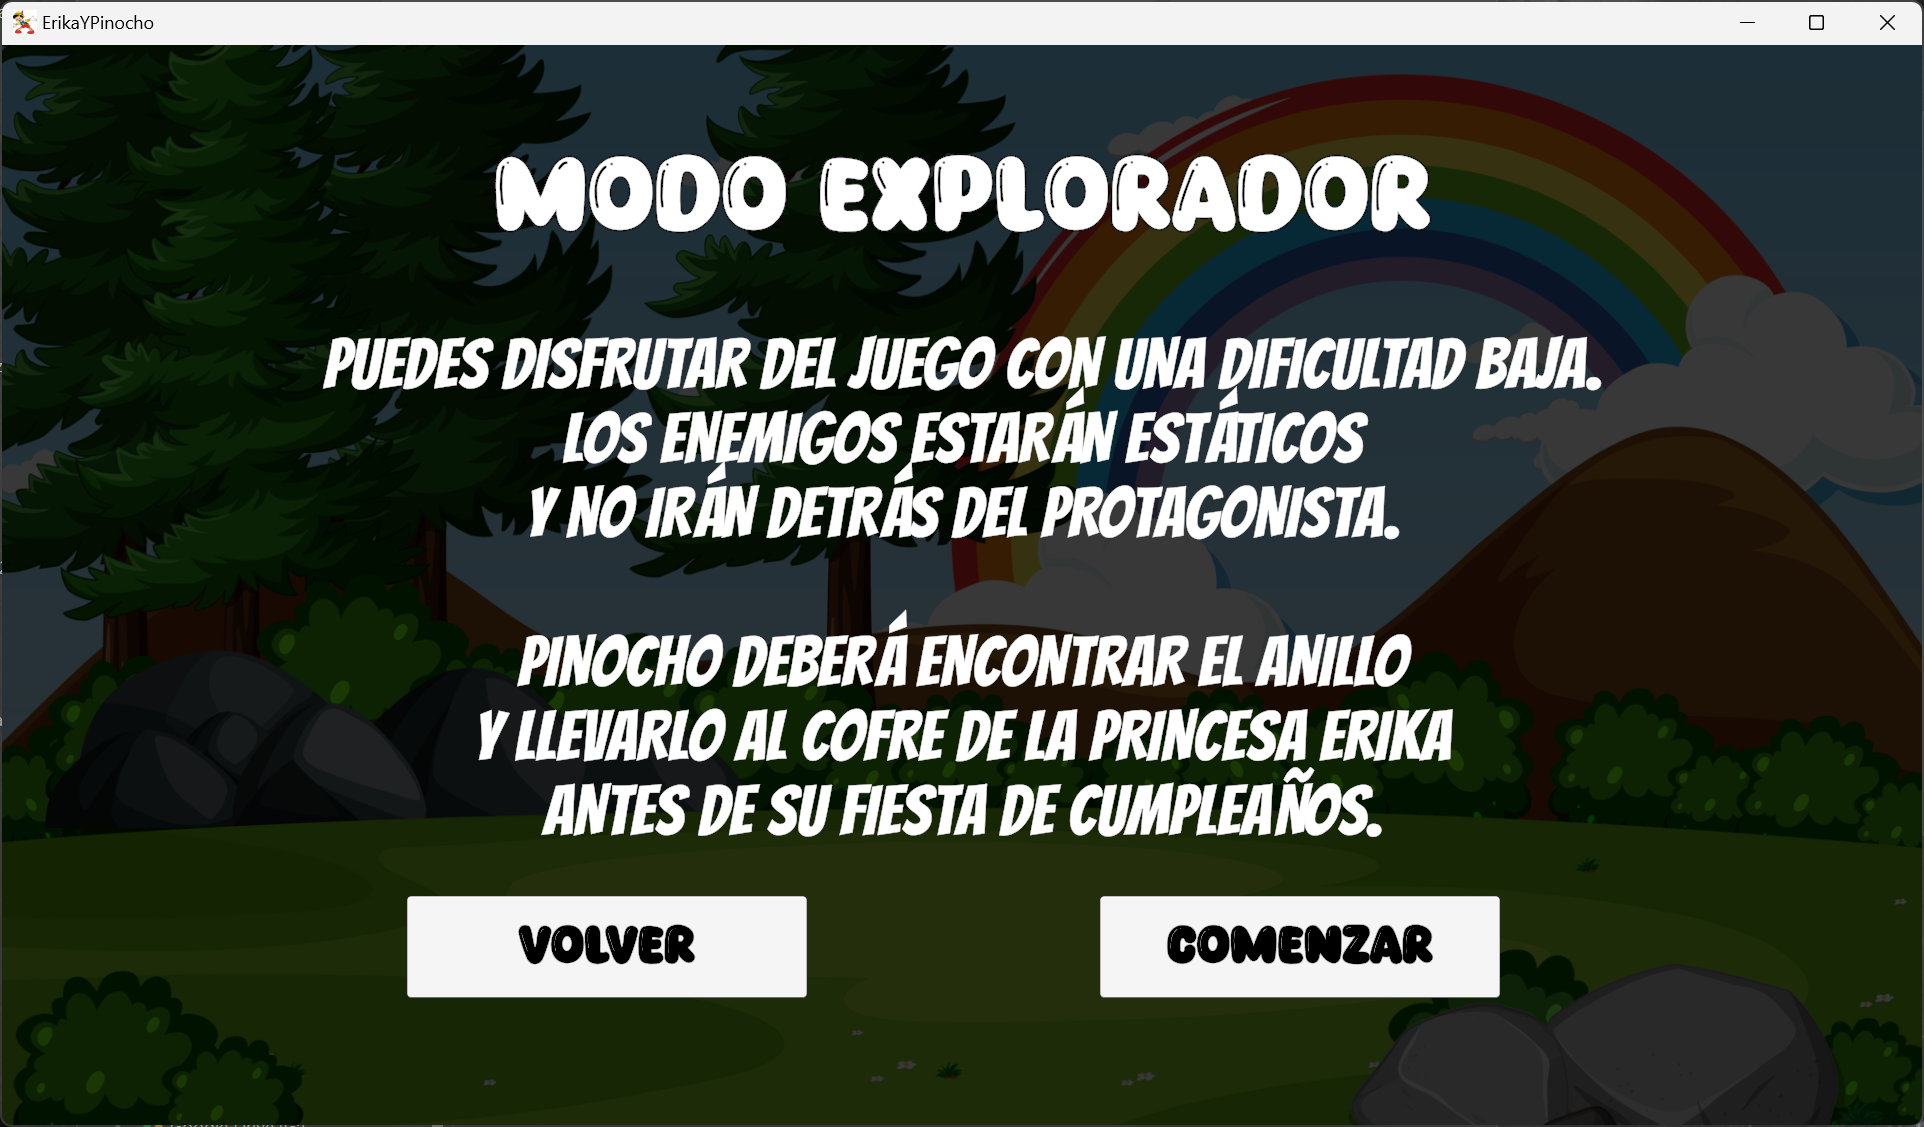 ErikaYPinocho
MODO EXPLORADOR
PUEDES DISFRUTAR DEL JUEGO CON UNA DIFICULTAD BAJA.
LOS ENEMIGOS ESTARÁN ESTÁTICOS
Y NO IRÁN DETRÁS DEL PROTAGONISTA.
PINOCHO DEBERÁ ENCONTRAR EL ANILLO
Y LLEVARLO AL COFRE DE LA PRINCESA ERIKA
ANTES DE SU FIESTA DE CUMPLEAÑOS.
VOLVER
COMENZAR